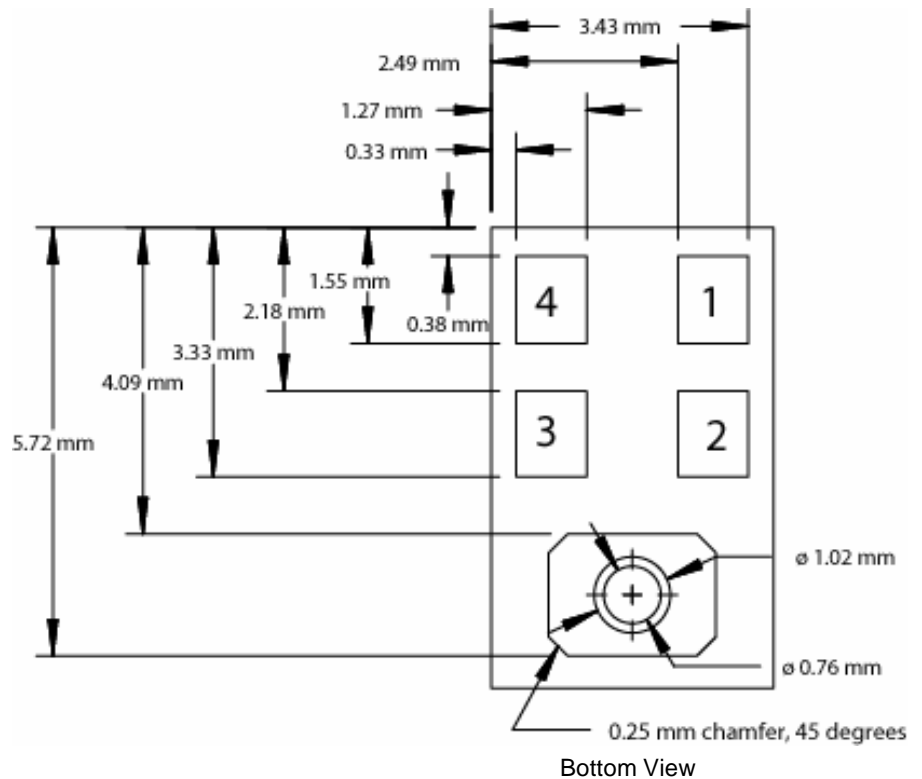 3.43 mm
2.49 mm
1.27 mm
0.33 mm
1.55 mm
4
1
2.18 mm
0.38 mm
3.33 mm
4.09 mm
5.72 mm
3
2
ø 1.02 mm
ø 0.76 mm
0.25 mm chamfer, 45 degrees
Bottom View